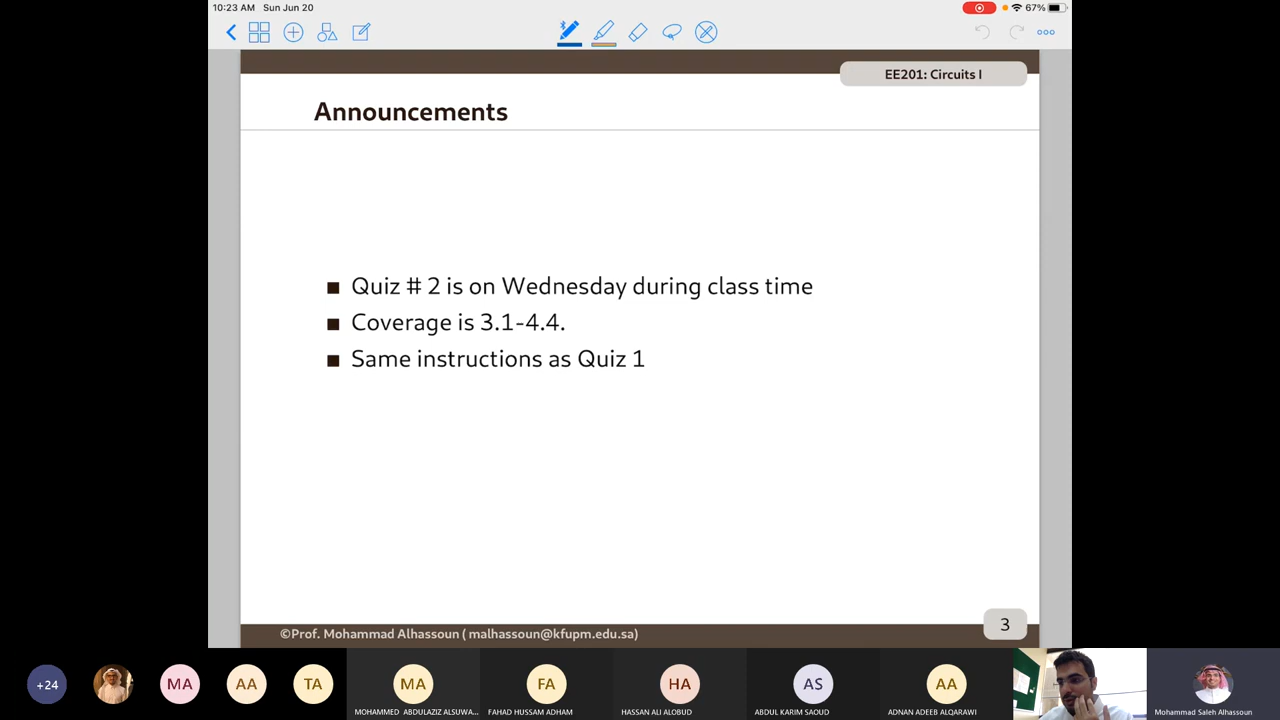 10:23 AM Sun Jun 20
67%
EE201: Circuits I
Announcements
Quiz # 2 is on Wednesday during class time
Coverage is 3.1-4.4.
Same instructions as Quiz 1
©Prof. Mohammad Alhassoun ( malhassoun@kfupm.edu.sa)
3
+24
MA
AA
TA
MA
FA
HA
AS
AA
MOHAMMED ABDULAZIZ ALSUWA...
FAHAD HUSSAM ADHAM
HASSAN ALI ALOBUD
ABDUL KARIM SAOUD
ADNAN ADEEB ALQARAWI
Mohammad Saleh Alhassoun